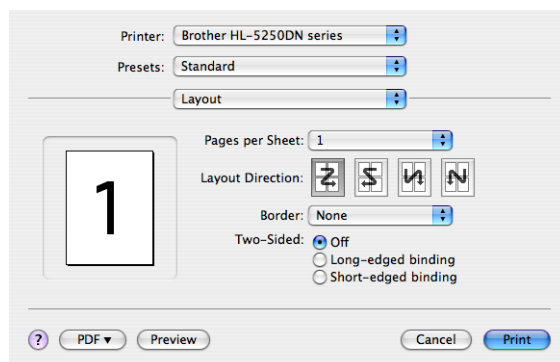 Printer: Brother HL-5250DN series
Presets: Standard
Layout
Pages per Sheet: 1
1
Layout Direction:
Border: None
Two-Sided: Off
Long-edged binding
Short-edged binding
? PDF▼ Preview Cancel Print